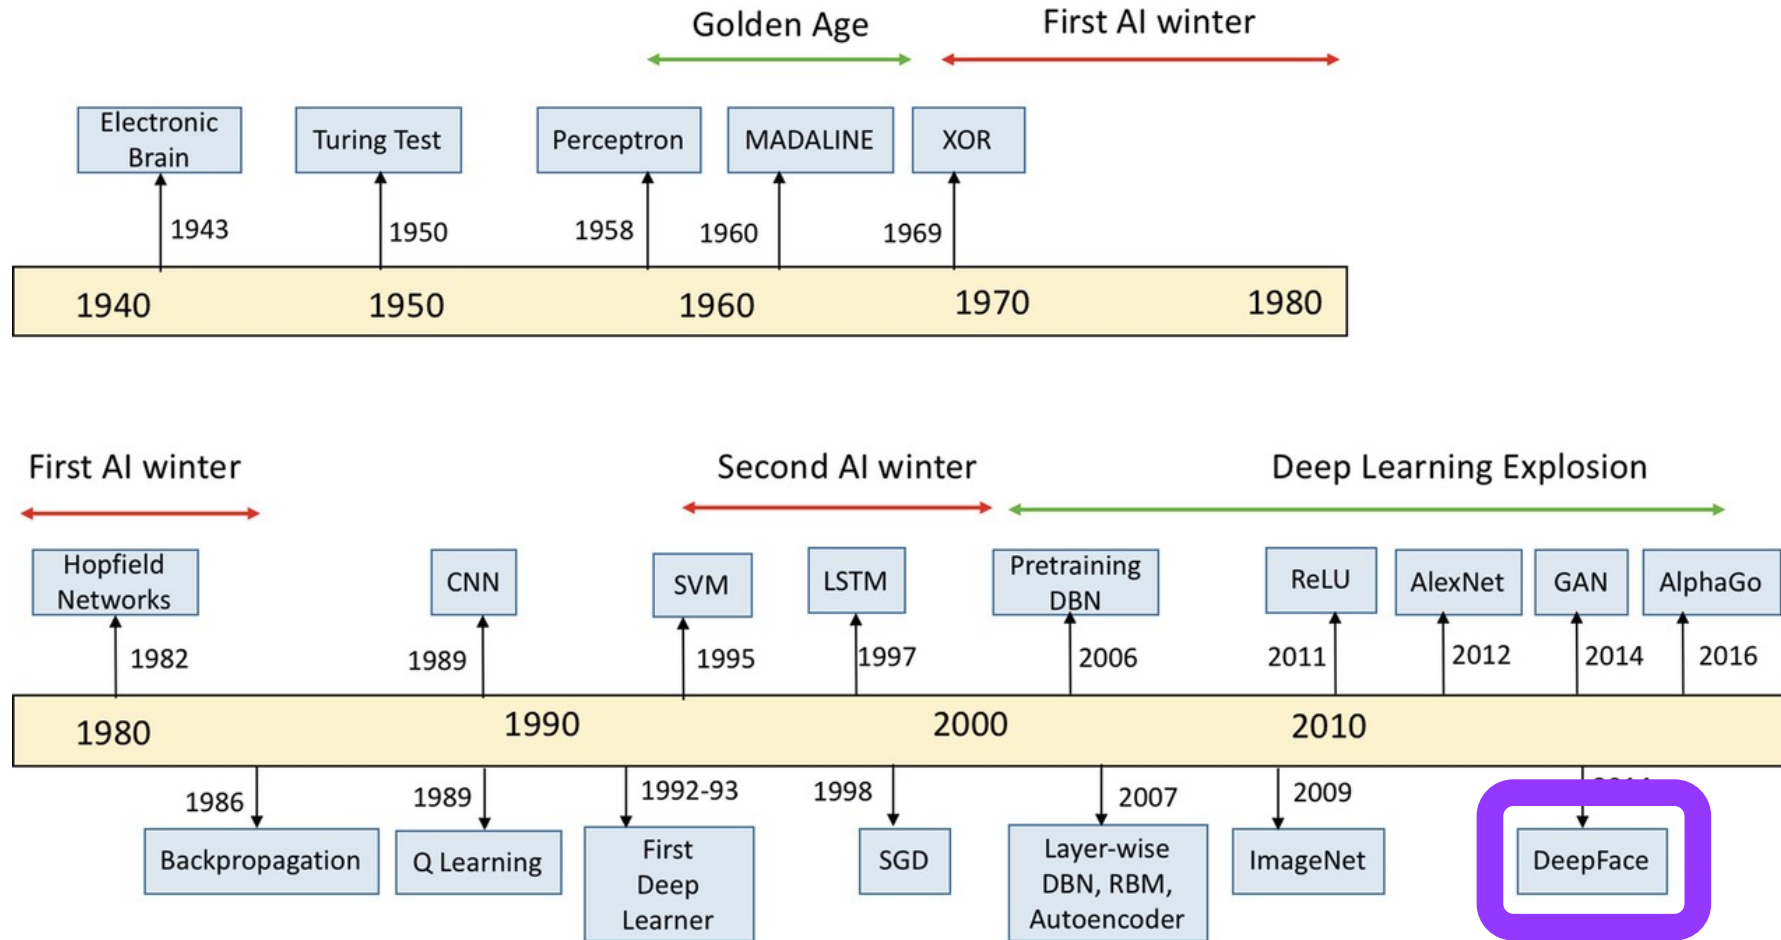 Golden Age
First AI winter
Electronic
Brain
Turing Test
Perceptron
MADALINE
XOR
1943
1950
1958
1960
1969
1940
1950
1960
1970
1980
First AI winter
Second AI winter
Deep Learning Explosion
Hopfield
Networks
CNN
SVM
LSTM
Pretraining
DBN
ReLU
AlexNet
GAN
AlphaGo
1982
1989
1995
1997
2006
2011
2012
2014
2016
1980
1990
2000
2010
1986
1989
1992-93
1998
2007
2009
Backpropagation
Q Learning
First
Deep
Learner
SGD
Layer-wise
DBN, RBM,
Autoencoder
ImageNet
DeepFace